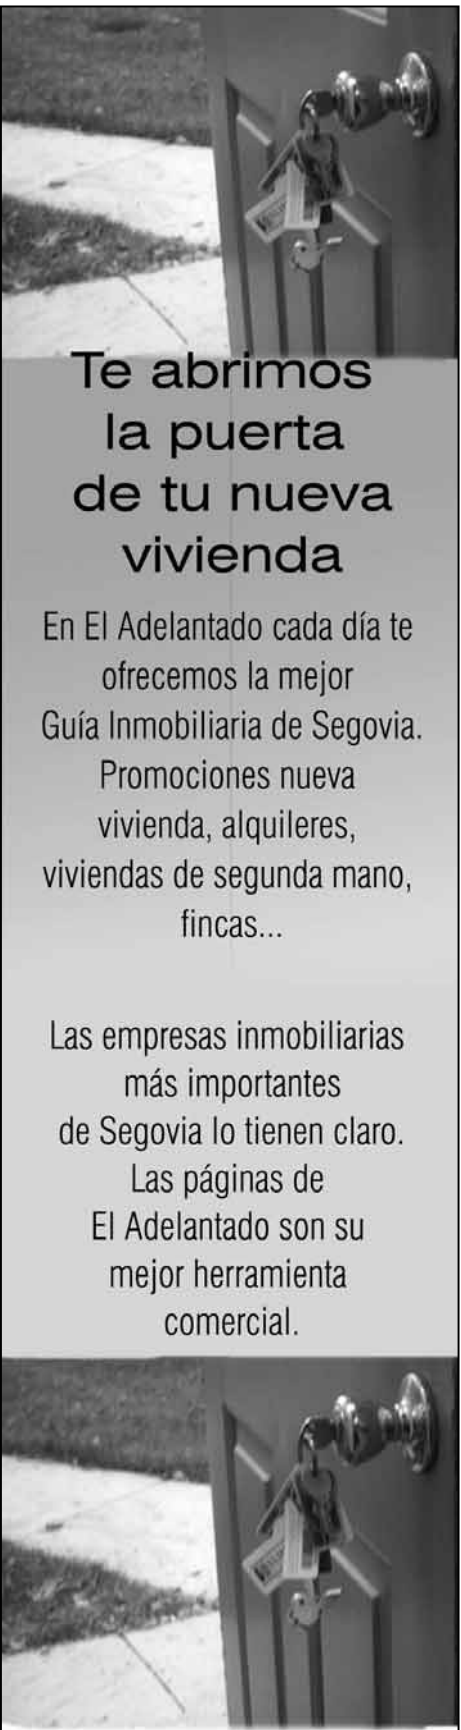 Te abrimos
la puerta
de tu nueva
vivienda
En El Adelantado cada día te
ofrecemos la mejor
Guía Inmobiliaria de Segovia.
Promociones nueva
vivienda, alquileres,
viviendas de segunda mano,
fincas...
Las empresas inmobiliarias
más importantes
de Segovia lo tienen claro.
Las páginas de
El Adelantado son su
mejor herramienta
comercial.